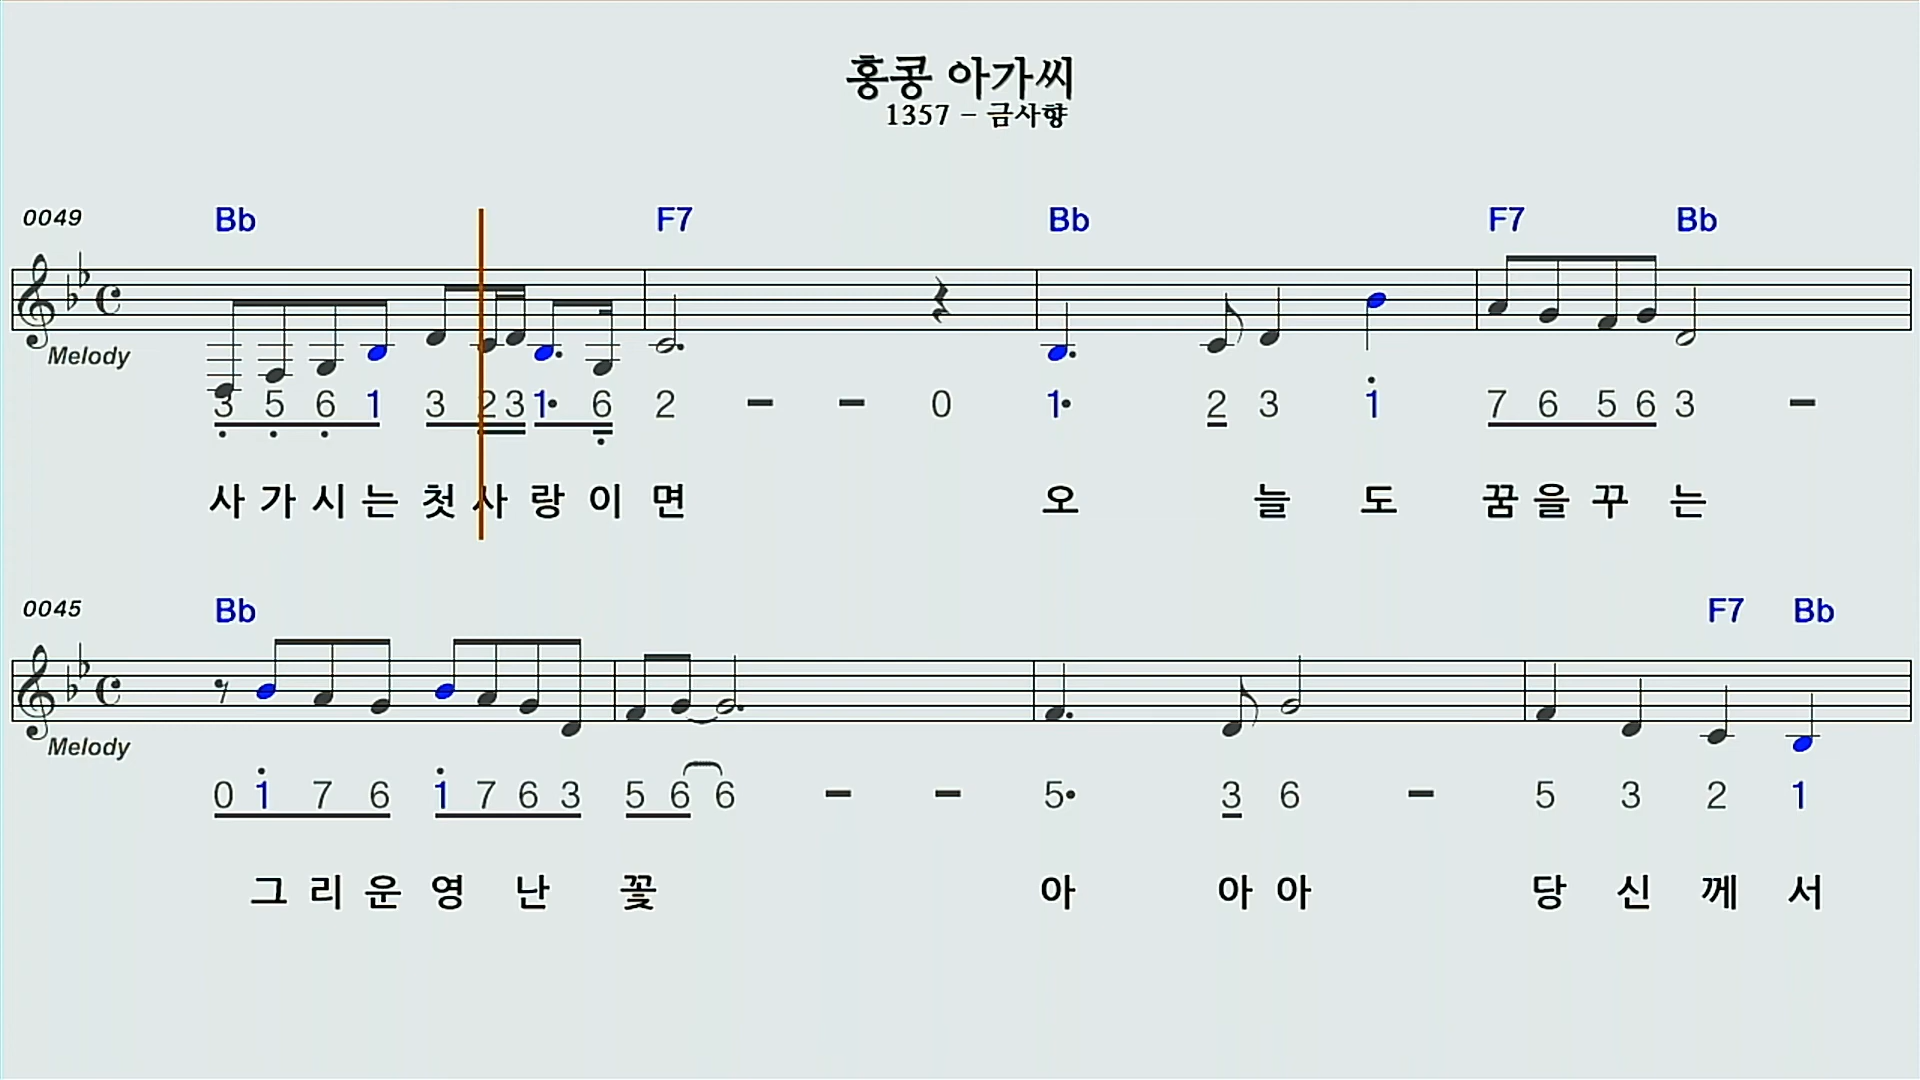 홍콩 아가씨
1357 - 금사향
0049 Bb F7 Bb F7 Bb
Melody
3 5 6 1 3 2 3 1· 6 2 - - 0 1· 2 3 1 7 6 5 6 3 -
사 가 시 는 첫 사 랑 이 면 오 늘 도 꿈 을 꾸 는
0045 Bb F7 Bb
Melody
0 1 7 6 1 7 6 3 5 6 6 - - 5· 3 6 - 5 3 2 1
그 리 운 영 난 꽃 아 아 아 당 신 께 서